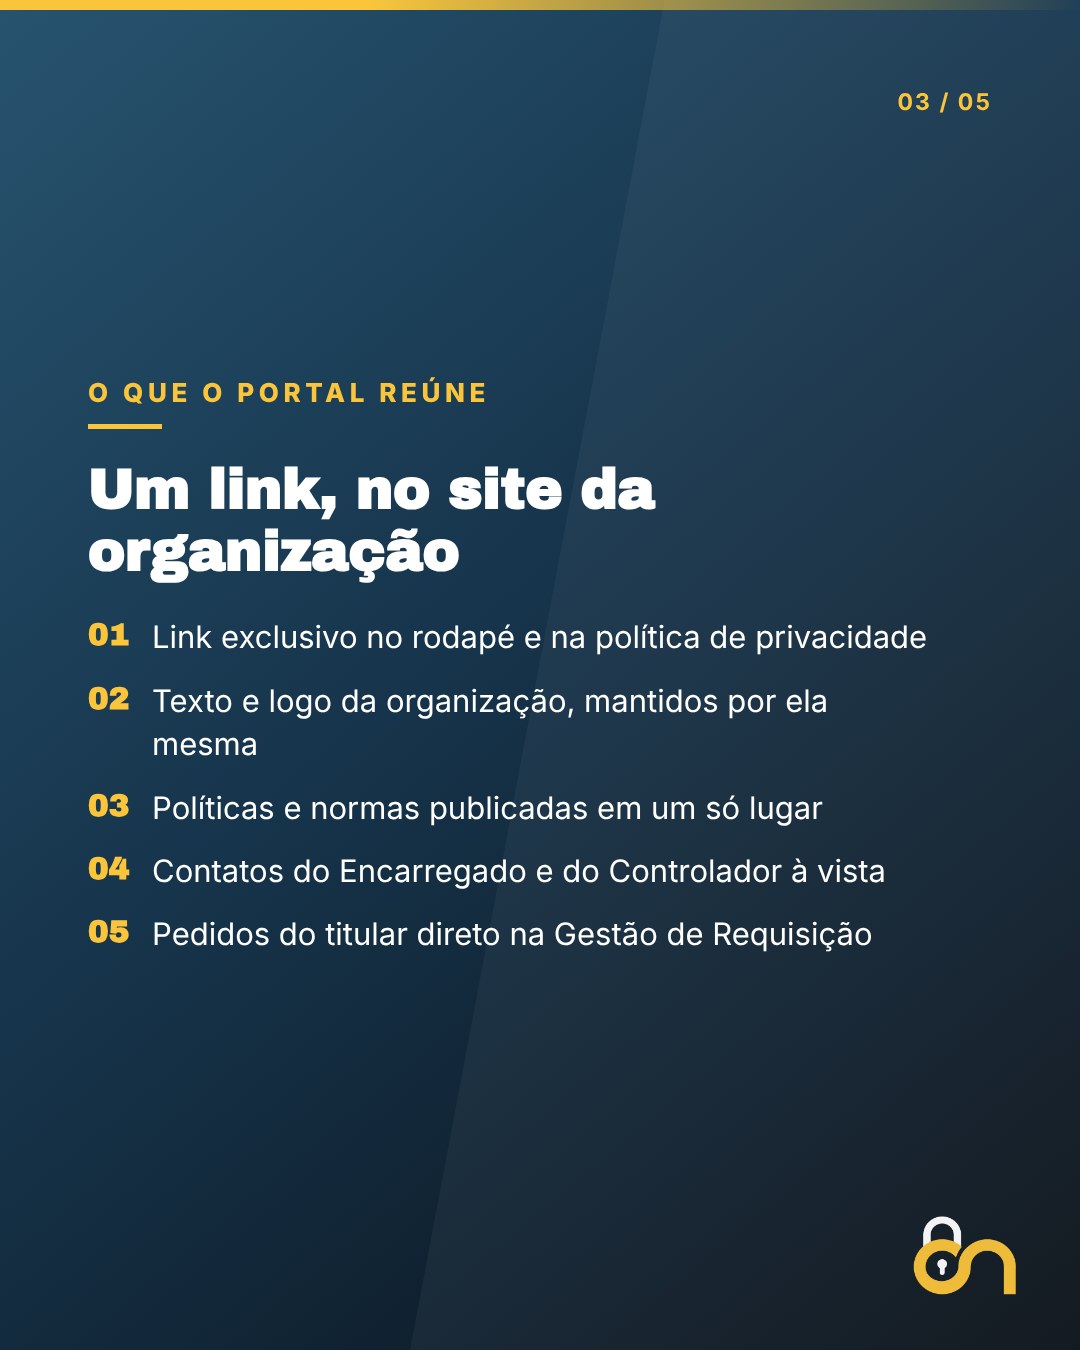 03 / 05
O QUE O PORTAL REÚNE
Um link, no site da
organização
01 Link exclusivo no rodapé e na política de privacidade
02 Texto e logo da organização, mantidos por ela
mesma
03 Políticas e normas publicadas em um só lugar
04 Contatos do Encarregado e do Controlador à vista
05 Pedidos do titular direto na Gestão de Requisição
on